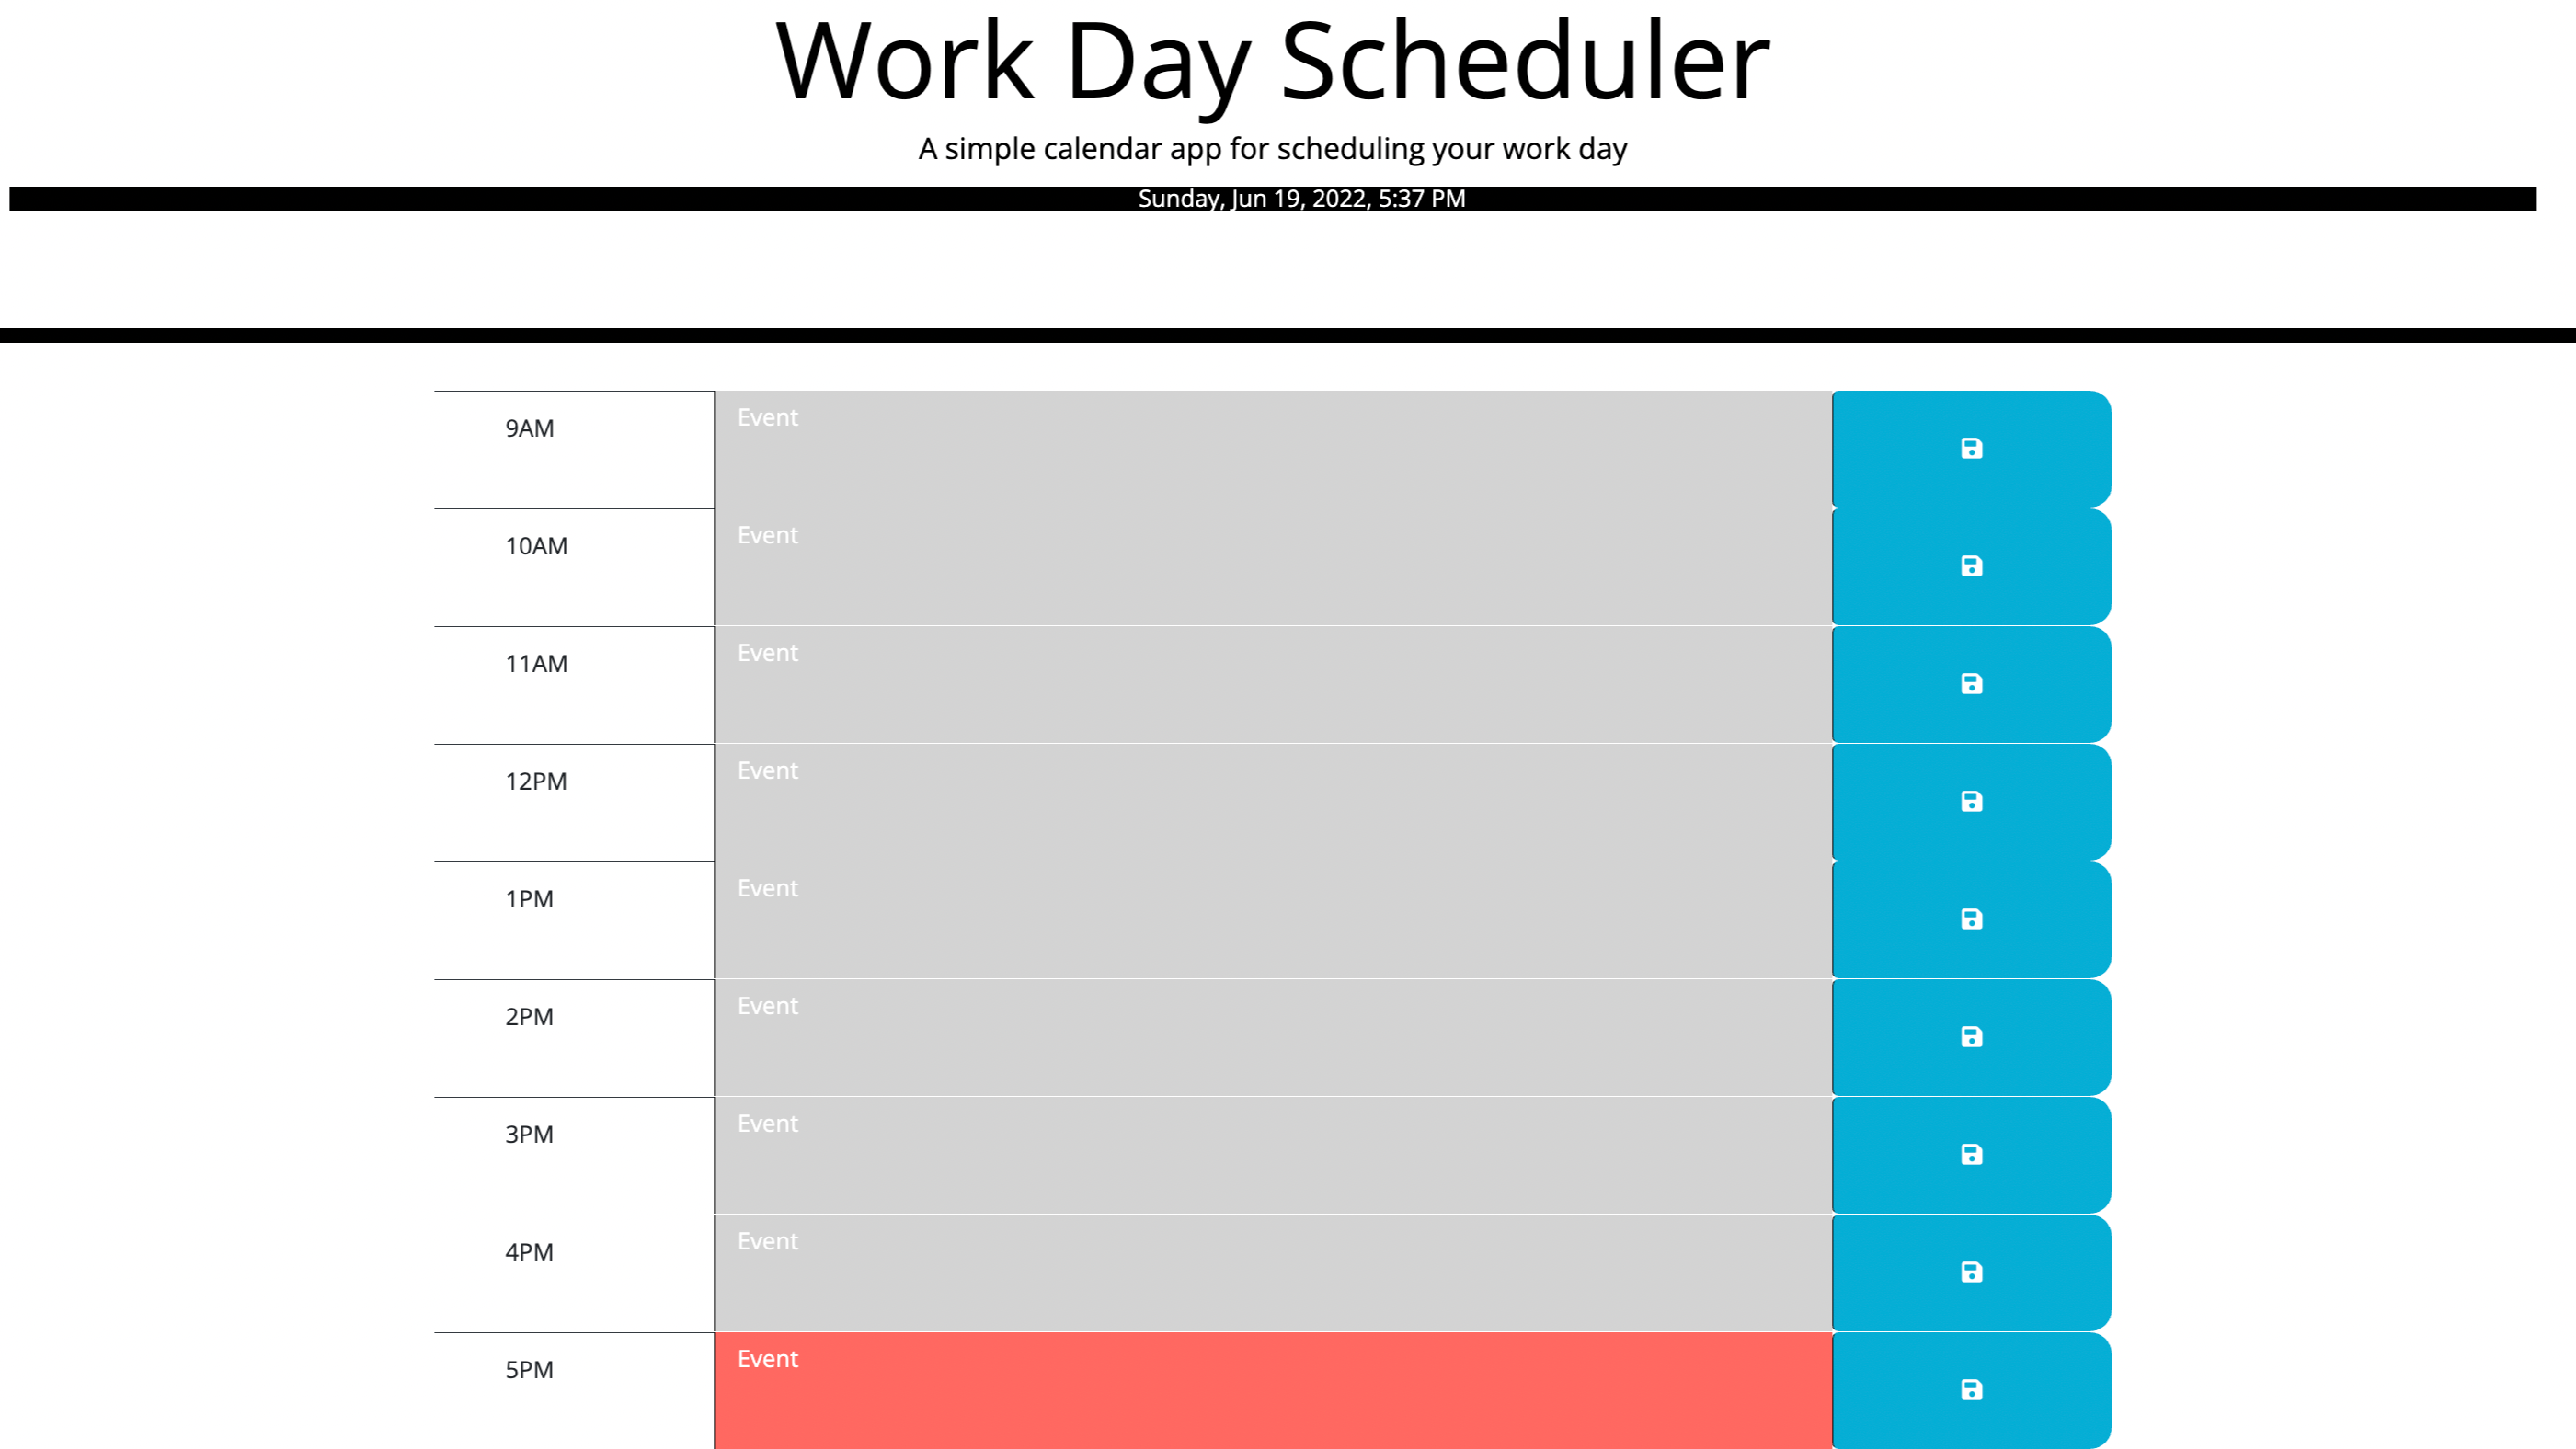 Work Day Scheduler
A simple calendar app for scheduling your work day
Sunday, Jun 19, 2022, 5:37 PM
9AM Event
10AM Event
11AM Event
12PM Event
1PM Event
2PM Event
3PM Event
4PM Event
5PM Event